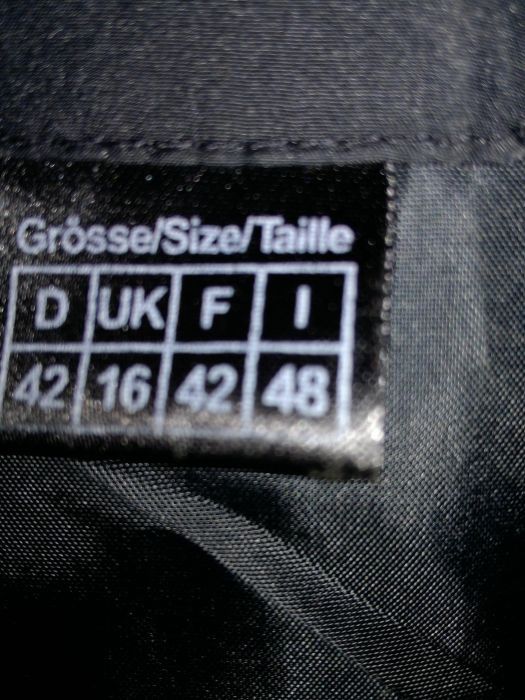 Grösse/Size/Taille
D UK F I
42 16 42 48